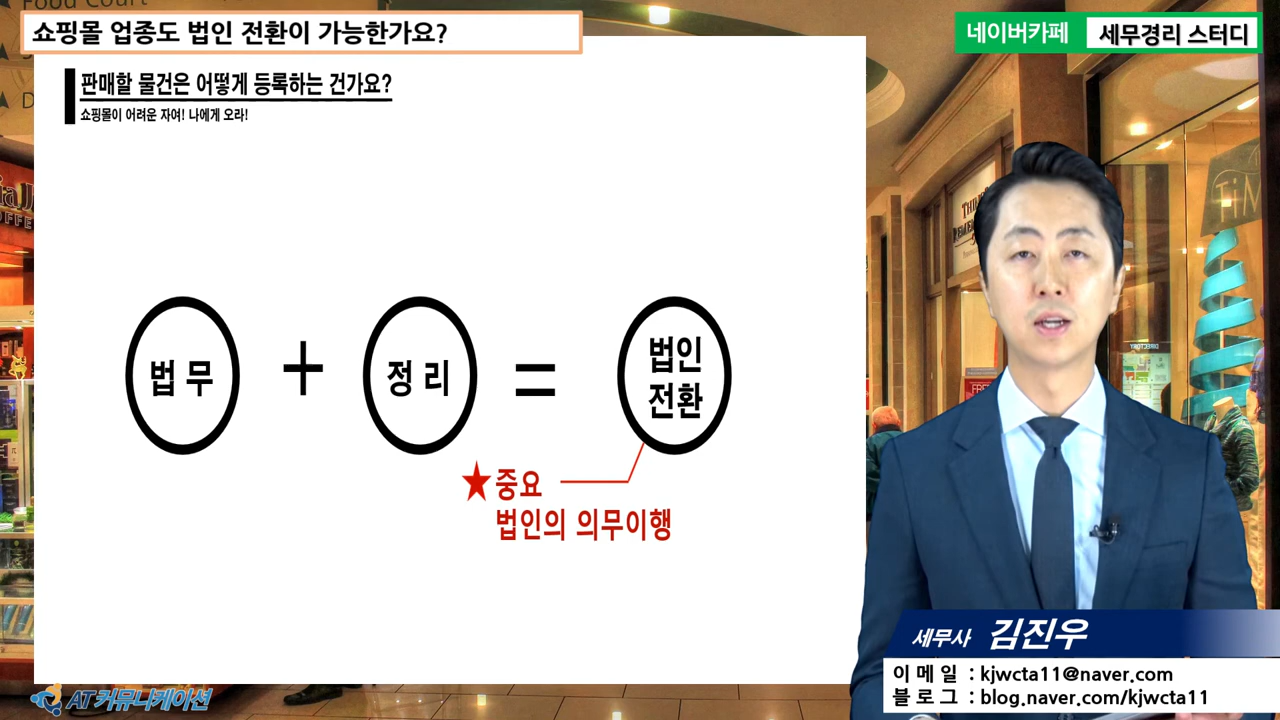 Food Court
쇼핑몰 업종도 법인 전환이 가능한가요?
네이버카페 세무경리 스터디
판매할 물건은 어떻게 등록하는 건가요?
쇼핑몰이 어려운 자여! 나에게 오라!
법 무 + 정 리 = 법인
전환
★중요
법인의 의무이행
DIRECTORY
세무사 김진우
이 메 일 : kjwcta11@naver.com
블 로 그 : blog.naver.com/kjwcta11
AT커뮤니케이션